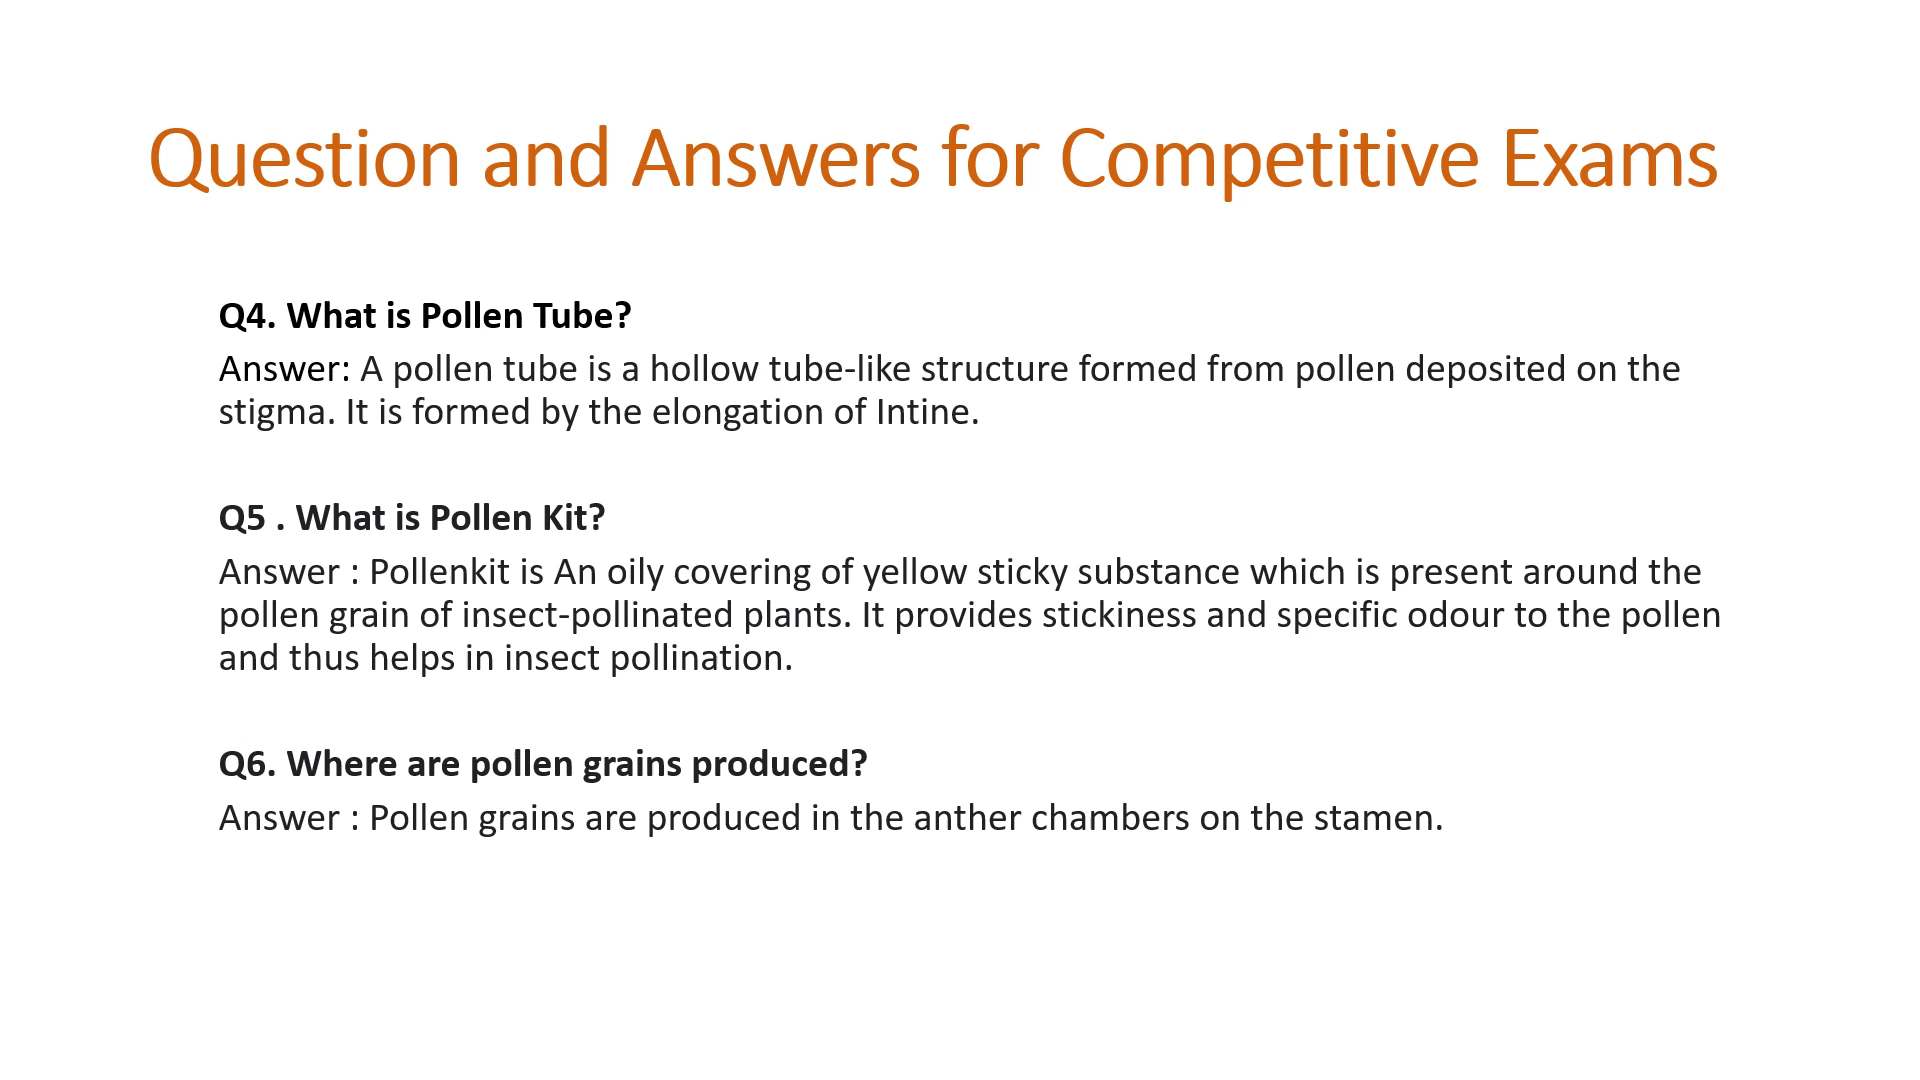 Question and Answers for Competitive Exams
Q4. What is Pollen Tube?
Answer: A pollen tube is a hollow tube-like structure formed from pollen deposited on the
stigma. It is formed by the elongation of Intine.
Q5 . What is Pollen Kit?
Answer : Pollenkit is An oily covering of yellow sticky substance which is present around the
pollen grain of insect-pollinated plants. It provides stickiness and specific odour to the pollen
and thus helps in insect pollination.
Q6. Where are pollen grains produced?
Answer : Pollen grains are produced in the anther chambers on the stamen.